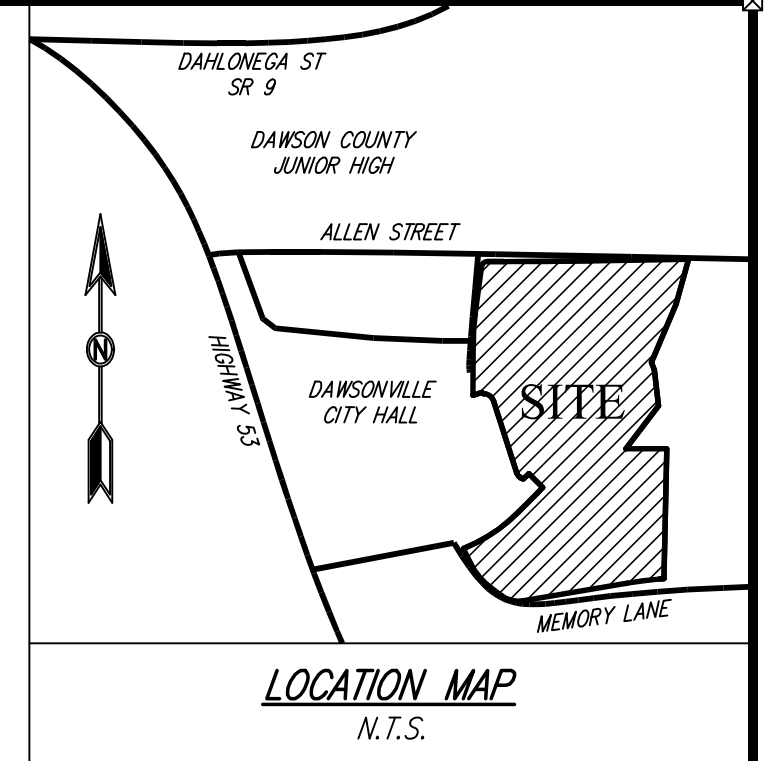 DAHLONEGA ST
SR 9
DAWSON COUNTY
JUNIOR HIGH
ALLEN STREET
N
HIGHWAY 53
DAWSONVILLE
CITY HALL
SITE
MEMORY LANE
LOCATION MAP
N.T.S.